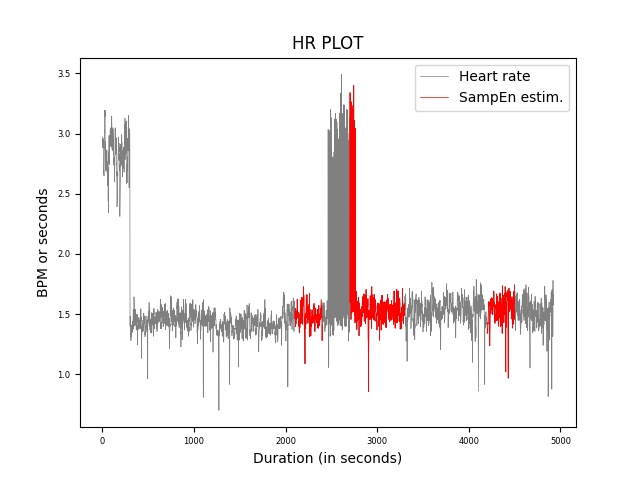 HR PLOT
Heart rate
SampEn estim.
BPM or seconds
3.5
3.0
2.5
2.0
1.5
1.0
0
1000
2000
3000
4000
5000
Duration (in seconds)